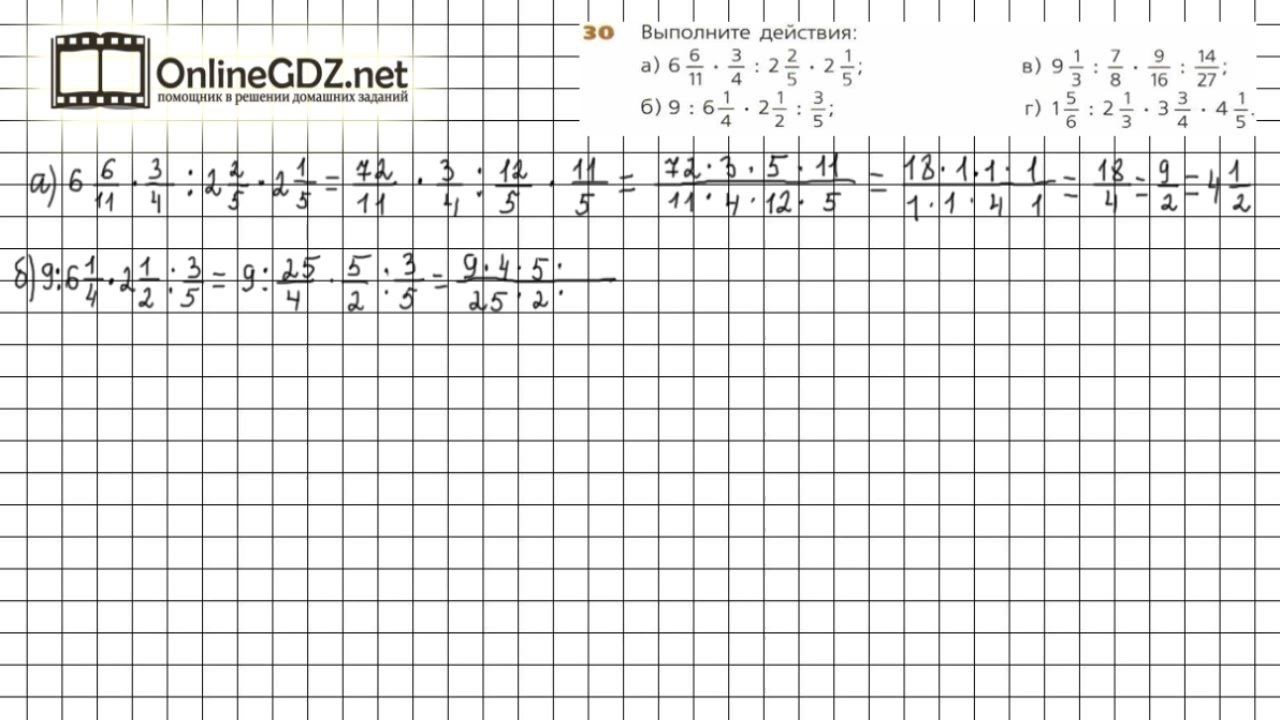 OnlineGDZ.net
помощник в решении домашних заданий
30 Выполните действия:
а) 6 6/11 · 3/4 : 2 2/5 · 2 1/5;
б) 9 : 6 1/4 · 2 1/2 : 3/5;
в) 9 1/3 : 7/8 · 9/16 : 14/27;
г) 1 5/6 : 2 1/3 · 3 3/4 · 4 1/5.
а) 6 6/11 · 3/4 : 2 2/5 · 2 1/5 = 72/11 · 3/4 : 12/5 · 11/5 = 72·3·5·11/11·4·12·5 = 18·1·1·1/1·1·4 1 = 18/4 = 9/2 = 4 1/2
б) 9 : 6 1/4 · 2 1/2 : 3/5 = 9 : 25/4 · 5/2 : 3/5 = 9·4·5·/25·2·